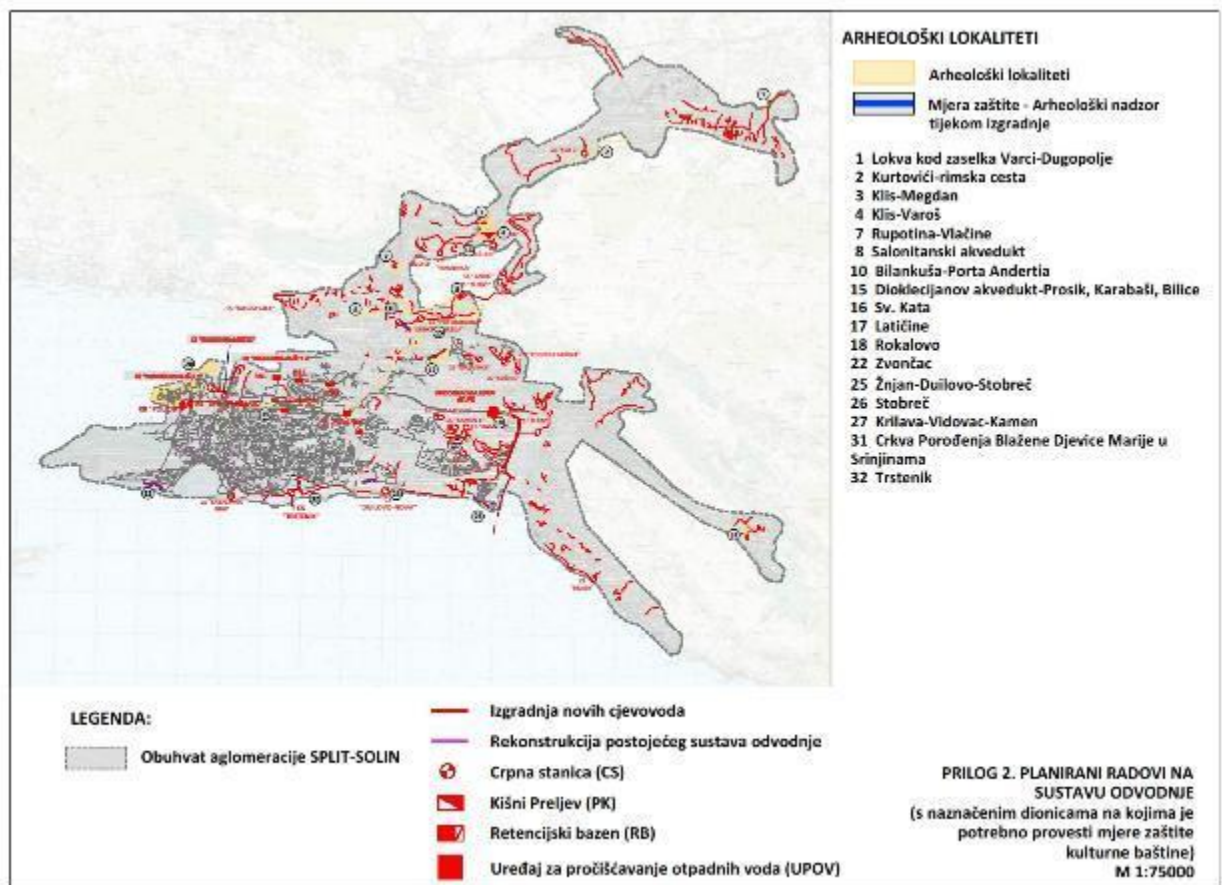 ARHEOLOŠKI LOKALITETI
Arheološki lokaliteti
Mjera zaštite - Arheološki nadzor
tijekom izgradnje
1 Lokva kod zaselka Varci-Dugopolje
2 Kurtovići-rimska cesta
3 Klis-Megdan
4 Klis-Varoš
7 Rupotina-Vlačine
8 Salonitanski akvedukt
10 Bilankuša-Porta Andertia
15 Dioklecijanov akvedukt-Prosik, Karabaši, Bilice
16 Sv. Kata
17 Latičine
18 Rokalovo
22 Zvončac
25 Žnjan-Duilovo-Stobreč
26 Stobreč
27 Krilava-Vidovac-Kamen
31 Crkva Porođenja Blažene Djevice Marije u
Srinjinama
32 Trstenik
LEGENDA:
Obuhvat aglomeracije SPLIT-SOLIN
Izgradnja novih cjevovoda
Rekonstrukcija postojećeg sustava odvodnje
Crpna stanica (CS)
Kišni Preljev (PK)
Retencijski bazen (RB)
Uređaj za pročišćavanje otpadnih voda (UPOV)
PRILOG 2. PLANIRANI RADOVI NA
SUSTAVU ODVODNJE
(s naznačenim dionicama na kojima je
potrebno provesti mjere zaštite
kulturne baštine)
M 1:75000